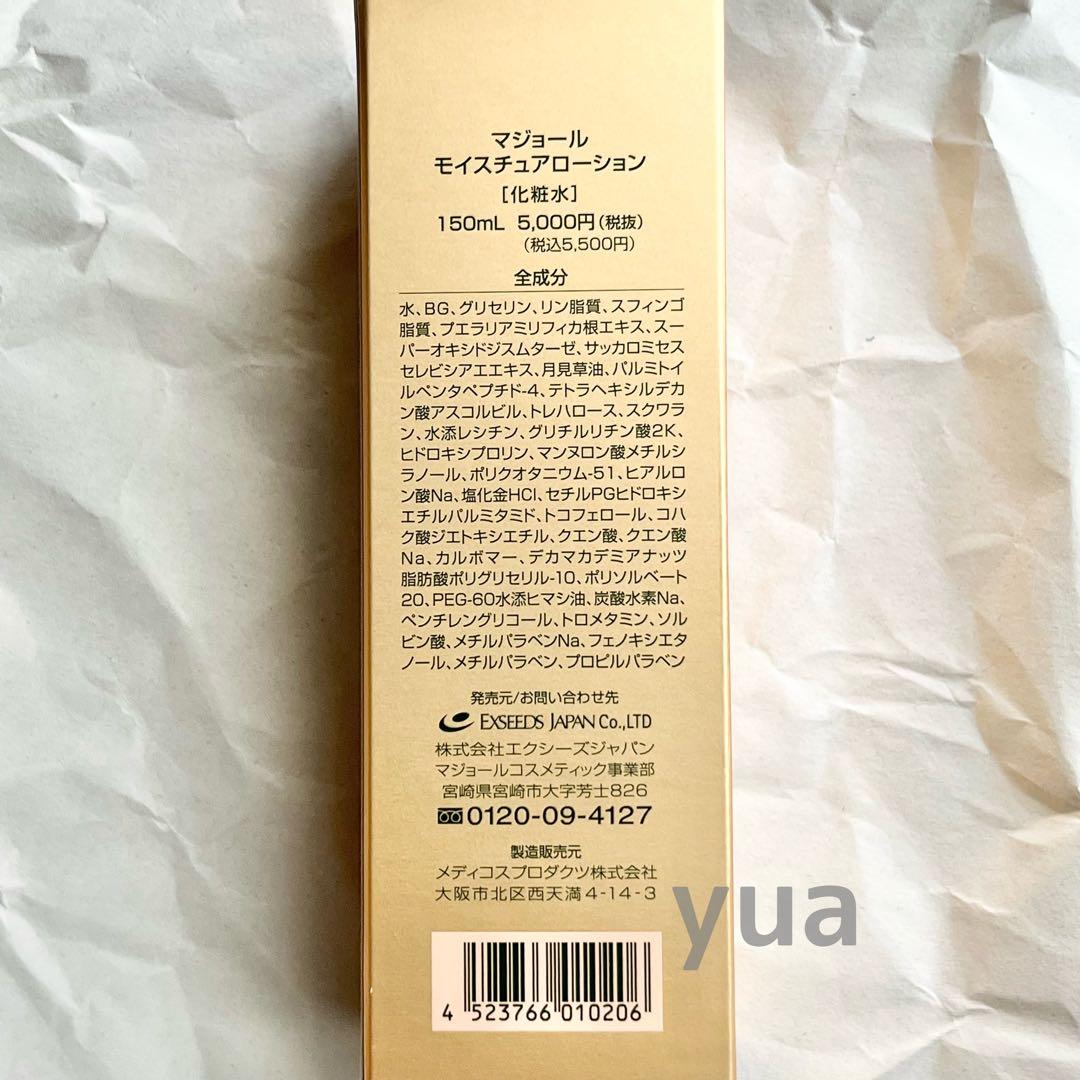 マジョール
モイスチュアローション
[化粧水]
150mL 5,000円(税抜)
(税込5,500円)
全成分
水、BG、グリセリン、リン脂質、スフィンゴ
脂質、プエラリアミリフィカ根エキス、スー
パーオキシドジスムターゼ、サッカロミセス
セレビシアエエキス、月見草油、パルミトイ
ルペンタペプチド-4、テトラヘキシルデカ
ン酸アスコルビル、トレハロース、スクワラ
ン、水添レシチン、グリチルリチン酸2K、
ヒドロキシプロリン、マンヌロン酸メチルシ
ラノール、ポリクオタニウム-51、ヒアルロ
ン酸Na、塩化金HCl、セチルPGヒドロキシ
エチルパルミタミド、トコフェロール、コハ
ク酸ジエトキシエチル、クエン酸、クエン酸
Na、カルボマー、デカマカデミアナッツ
脂肪酸ポリグリセリル-10、ポリソルベート
20、PEG-60水添ヒマシ油、炭酸水素Na、
ペンチレングリコール、トロメタミン、ソル
ビン酸、メチルパラベンNa、フェノキシエタ
ノール、メチルパラベン、プロピルパラベン
発売元/お問い合わせ先
EXSEEDS JAPAN Co.,LTD
株式会社エクシーズジャパン
マジョールコスメティック事業部
宮崎県宮崎市大字芳士826
0120-09-4127
製造販売元
メディコスプロダクツ株式会社
大阪市北区西天満4-14-3
yua
4 523766 010206